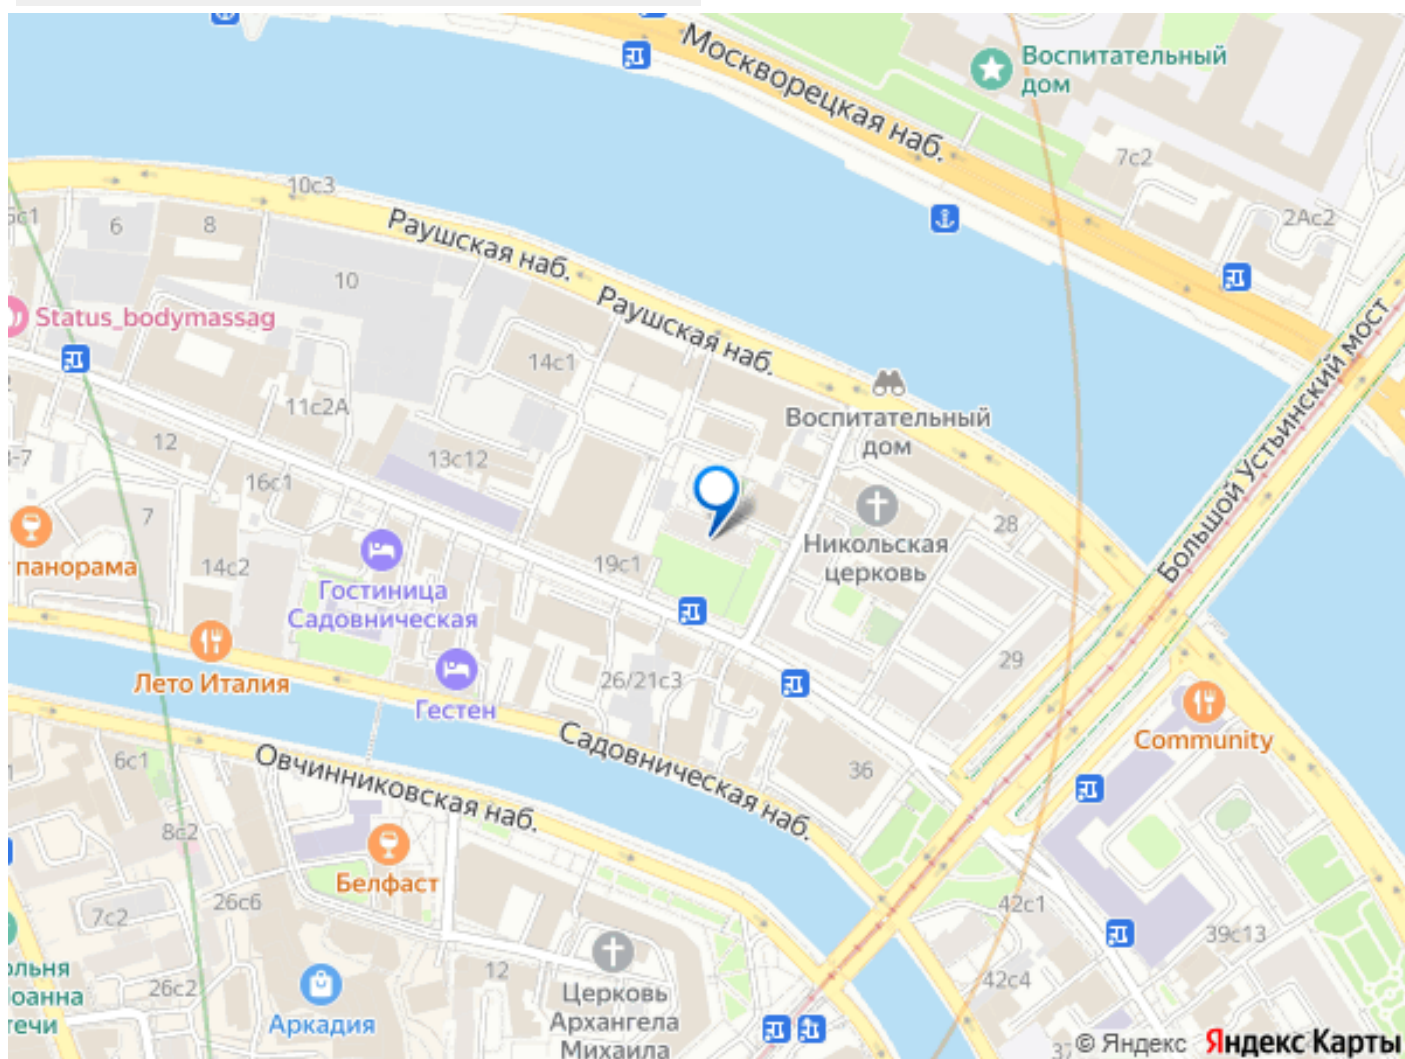 Москворецкая наб.
Воспитательный
дом
7с2
2Ас2
10с3
6
8
Раушская наб.
10
Раушская наб.
Status_bodymassag
14с1
Большой Устьинский мост
11с2А
Воспитательный
дом
12
13с12
16с1
7
28
панорама
14с2
19с1
Никольская
церковь
Гостиница
Садовническая
29
Лето Италия
26/21с3
Гестен
Community
Садовническая наб.
6с1
Овчинниковская наб.
36
8с2
Белфаст
7с2
26с6
42с1
39с13
12
26с2
42с4
Церковь
Архангела
Михаила
Аркадия
© Яндекс Яндекс Карты